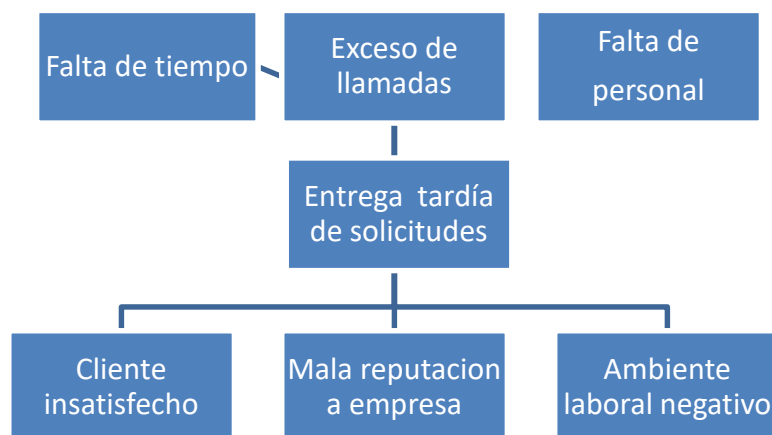 Falta de tiempo
Exceso de
llamadas
Falta de
personal
Entrega tardía
de solicitudes
Cliente
insatisfecho
Mala reputacion
a empresa
Ambiente
laboral negativo